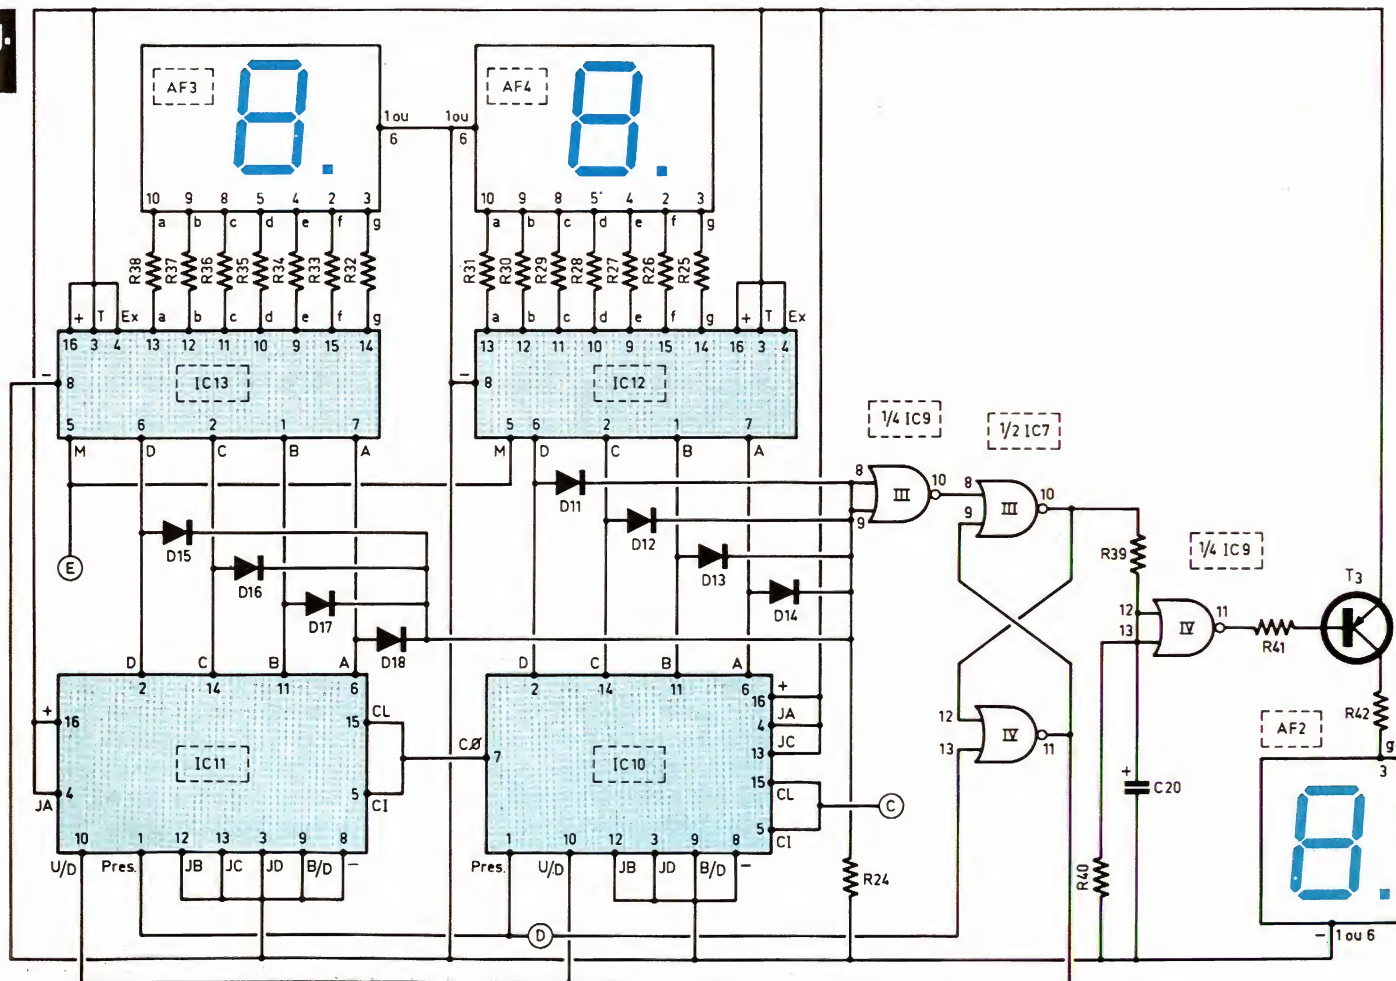 AF3
AF4
1 ou 6
1 ou 6
10 9 8 5 4 2 3
a b c d e f g
10 9 8 5 4 2 3
a b c d e f g
R38 R37 R36 R35 R34 R33 R32
R31 R30 R29 R28 R27 R26 R25
+ T Ex a b c d e f g
a b c d e f g + T Ex
16 3 4 13 12 11 10 9 15 14
13 12 11 10 9 15 14 16 3 4
− 8 IC13
− 8 IC12
5 6 2 1 7
M D C B A
5 6 2 1 7
M D C B A
1/4 IC9
1/2 IC7
8 9 III 10
8 9 III 10
D11
D12
D13
D14
D15
D16
D17
D18
E
R39
1/4 IC9
12 13 IV 11
R41
T3
R42
D C B A
2 14 11 6
D C B A
2 14 11 6
+ 16
15 CL
IC11
JA 4
5 CI
CØ 7
IC10
+ 16
JA 4
JC 13
15 CL
5 CI
C
12 13 IV 11
+ C20
AF2
g
3
10 1 12 13 3 9 8
U/D Pres. JB JC JD B/D −
1 10 12 3 9 8
Pres. U/D JB JD B/D −
R24
R40
D
− 1 ou 6